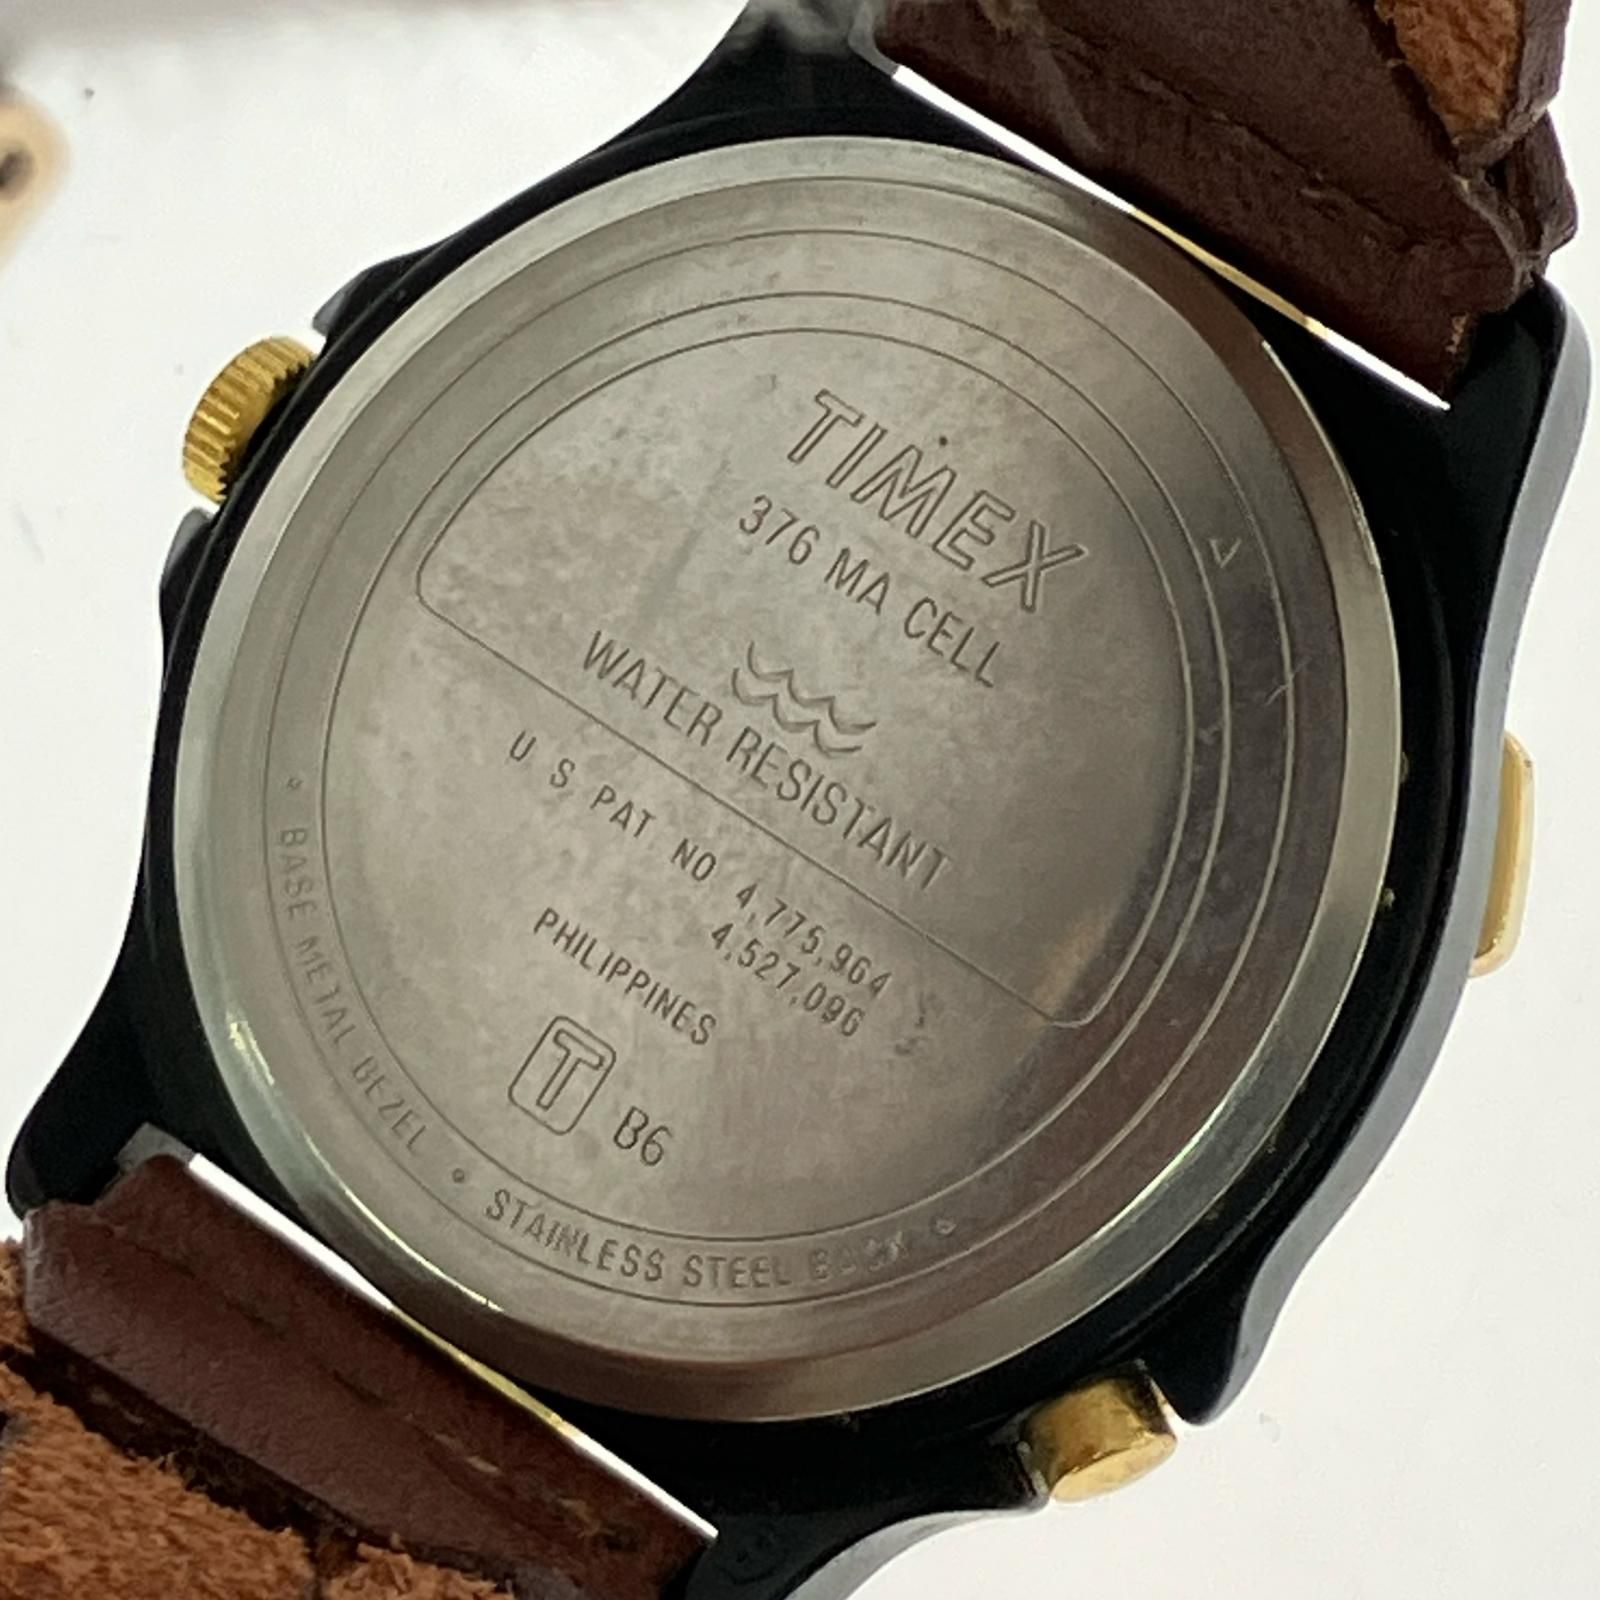 TIMEX
376 MA CELL
WATER RESISTANT
U S PAT NO 4,775,964
4,527,096
PHILIPPINES
T B6
BASE METAL BEZEL • STAINLESS STEEL BACK